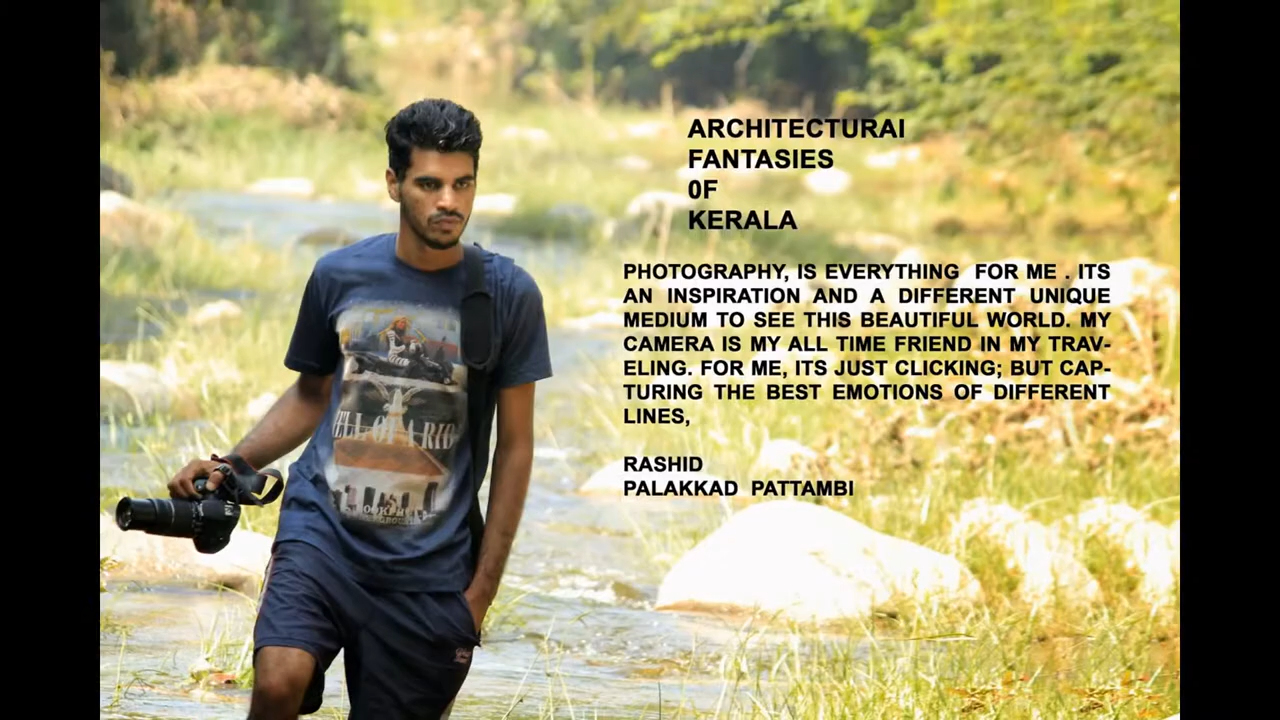 ARCHITECTURAI
FANTASIES
0F
KERALA
PHOTOGRAPHY, IS EVERYTHING FOR ME . ITS
AN INSPIRATION AND A DIFFERENT UNIQUE
MEDIUM TO SEE THIS BEAUTIFUL WORLD. MY
CAMERA IS MY ALL TIME FRIEND IN MY TRAV-
ELING. FOR ME, ITS JUST CLICKING; BUT CAP-
TURING THE BEST EMOTIONS OF DIFFERENT
LINES,
RASHID
PALAKKAD PATTAMBI
OF A